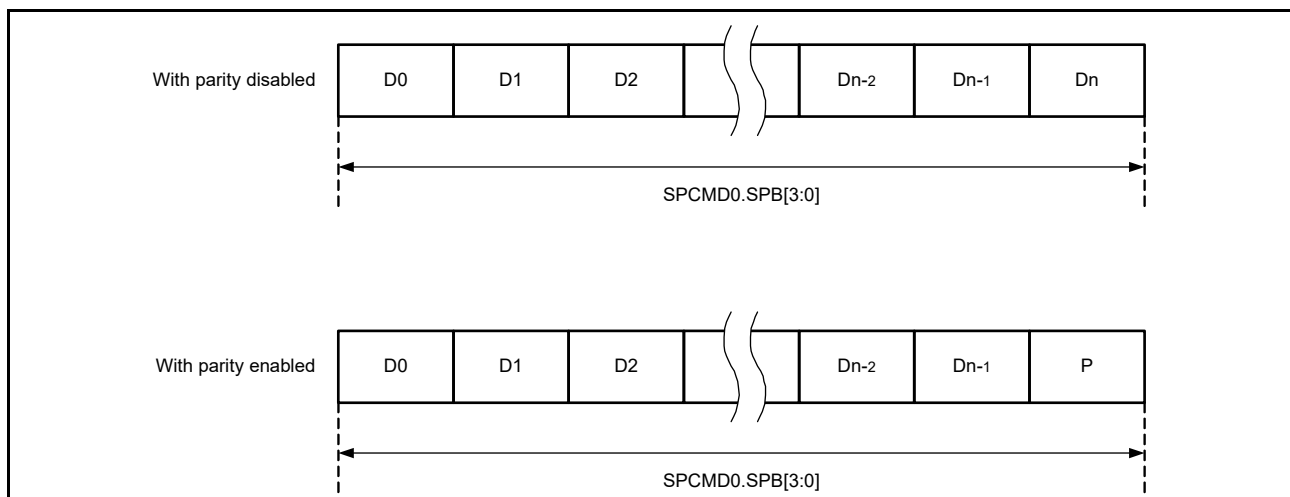 With parity disabled D0 D1 D2 Dn-2 Dn-1 Dn
SPCMD0.SPB[3:0]
With parity enabled D0 D1 D2 Dn-2 Dn-1 P
SPCMD0.SPB[3:0]